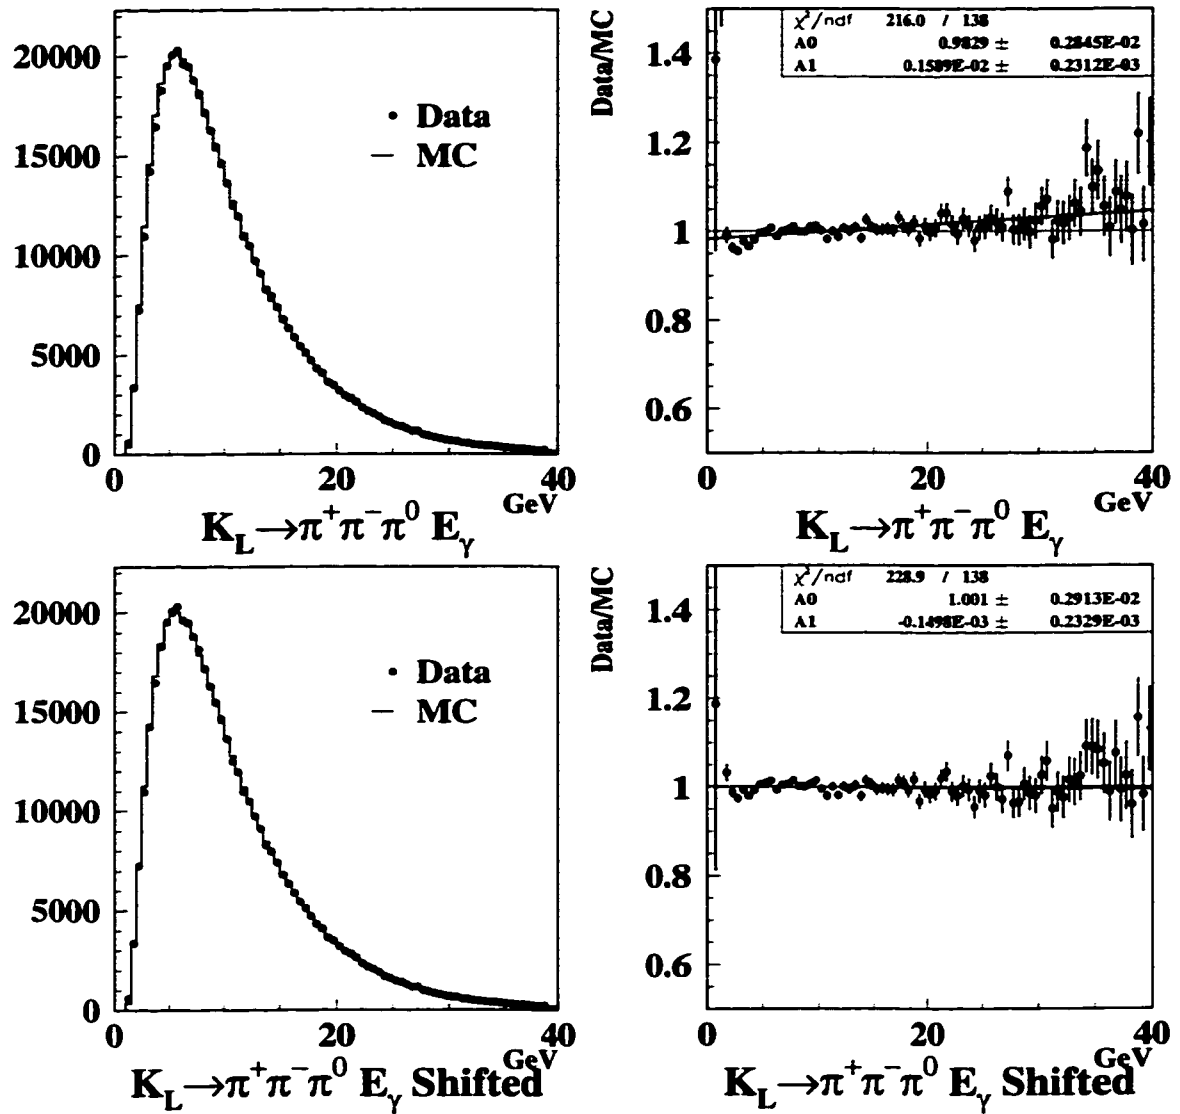 20000
15000
10000
5000
0
0 20 40
GeV
• Data
— MC
K_L→π⁺π⁻π⁰ E_γ
Data/MC
1.4
1.2
1
0.8
0.6
0 20 40
GeV
χ²/ndf 216.0 / 138
A0 0.9829 ± 0.2845E-02
A1 0.1589E-02 ± 0.2312E-03
K_L→π⁺π⁻π⁰ E_γ
20000
15000
10000
5000
0
0 20 40
GeV
• Data
— MC
K_L→π⁺π⁻π⁰ E_γ Shifted
Data/MC
1.4
1.2
1
0.8
0.6
0 20 40
GeV
χ²/ndf 228.9 / 138
A0 1.001 ± 0.2913E-02
A1 -0.1498E-03 ± 0.2329E-03
K_L→π⁺π⁻π⁰ E_γ Shifted